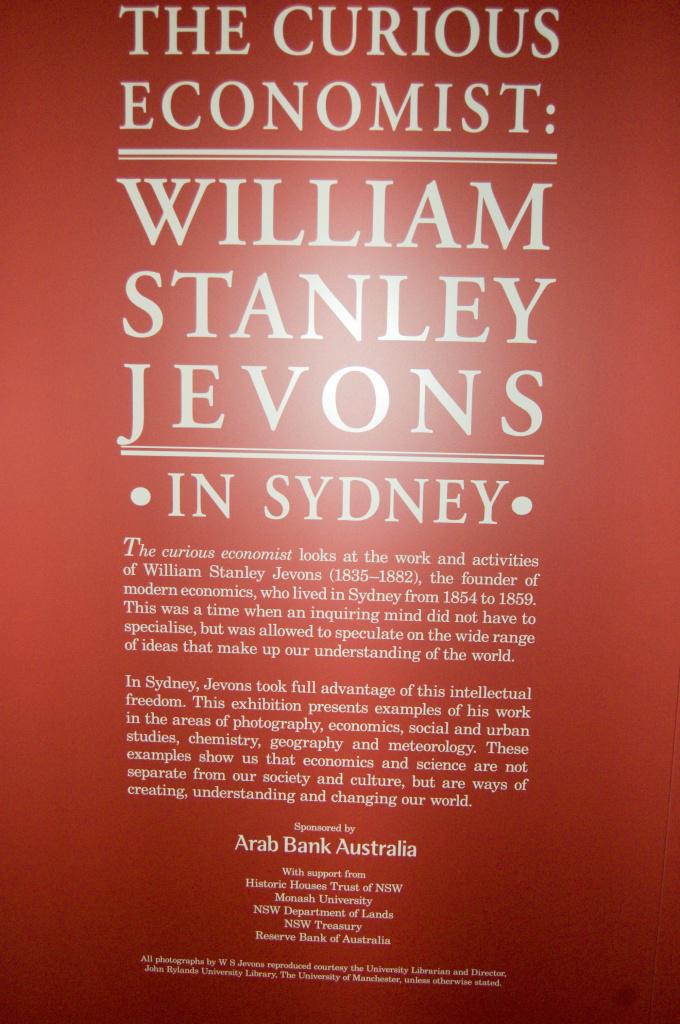 THE CURIOUS
ECONOMIST:
WILLIAM
STANLEY
JEVONS
• IN SYDNEY •
The curious economist looks at the work and activities
of William Stanley Jevons (1835–1882), the founder of
modern economics, who lived in Sydney from 1854 to 1859.
This was a time when an inquiring mind did not have to
specialise, but was allowed to speculate on the wide range
of ideas that make up our understanding of the world.
In Sydney, Jevons took full advantage of this intellectual
freedom. This exhibition presents examples of his work
in the areas of photography, economics, social and urban
studies, chemistry, geography and meteorology. These
examples show us that economics and science are not
separate from our society and culture, but are ways of
creating, understanding and changing our world.
Sponsored by
Arab Bank Australia
With support from
Historic Houses Trust of NSW
Monash University
NSW Department of Lands
NSW Treasury
Reserve Bank of Australia
All photographs by W S Jevons reproduced courtesy the University Librarian and Director,
John Rylands University Library, The University of Manchester, unless otherwise stated.